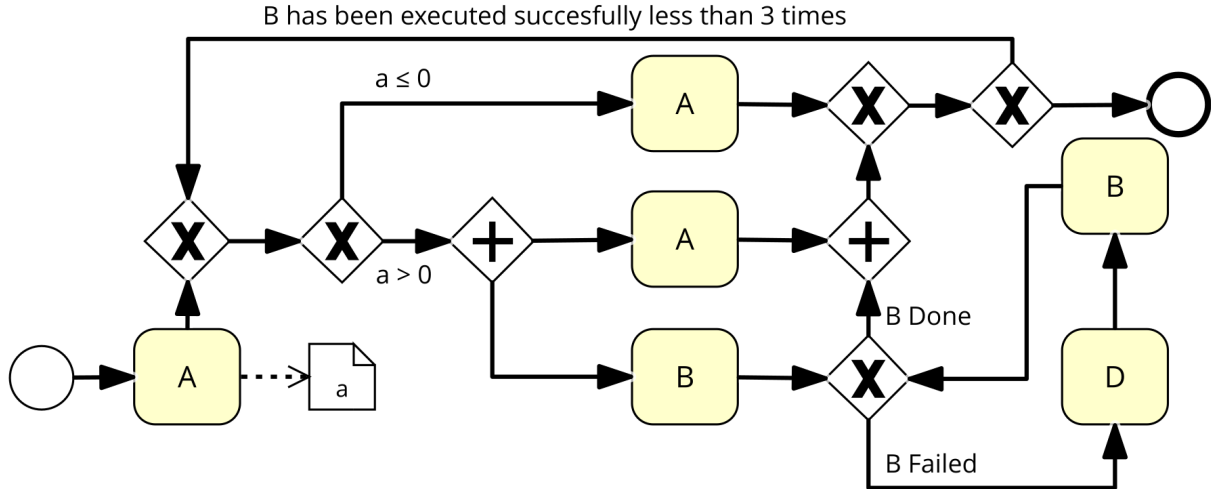 B has been executed succesfully less than 3 times
a ≤ 0
A
X
X
B
X
X
+
A
+
a > 0
B Done
A
a
B
X
D
B Failed